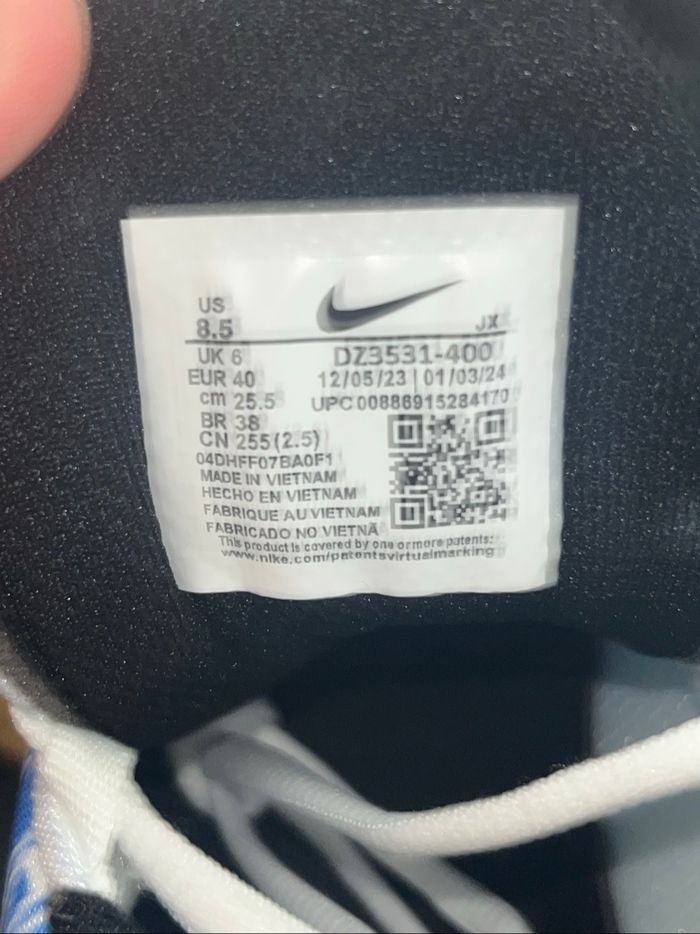 US
8.5
JX
UK 6
DZ3531-400
EUR 40
12/05/23 | 01/03/24
cm 25.5
UPC 00886915284170
BR 38
CN 255 (2.5)
04DHFF07BA0F1
MADE IN VIETNAM
HECHO EN VIETNAM
FABRIQUE AU VIETNAM
FABRICADO NO VIETNÃ
This product is covered by one or more patents:
www.nike.com/patentsvirtualmarking